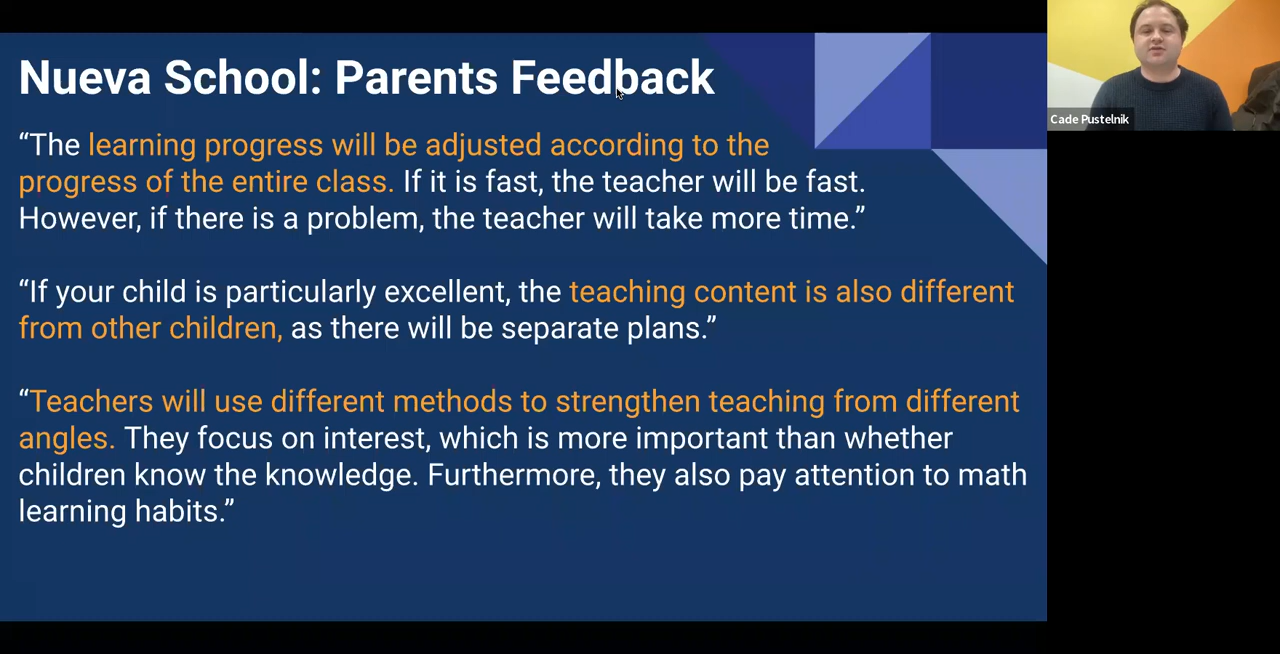 Nueva School: Parents Feedback
“The learning progress will be adjusted according to the
progress of the entire class. If it is fast, the teacher will be fast.
However, if there is a problem, the teacher will take more time.”
“If your child is particularly excellent, the teaching content is also different
from other children, as there will be separate plans.”
“Teachers will use different methods to strengthen teaching from different
angles. They focus on interest, which is more important than whether
children know the knowledge. Furthermore, they also pay attention to math
learning habits.”
Cade Pustelnik